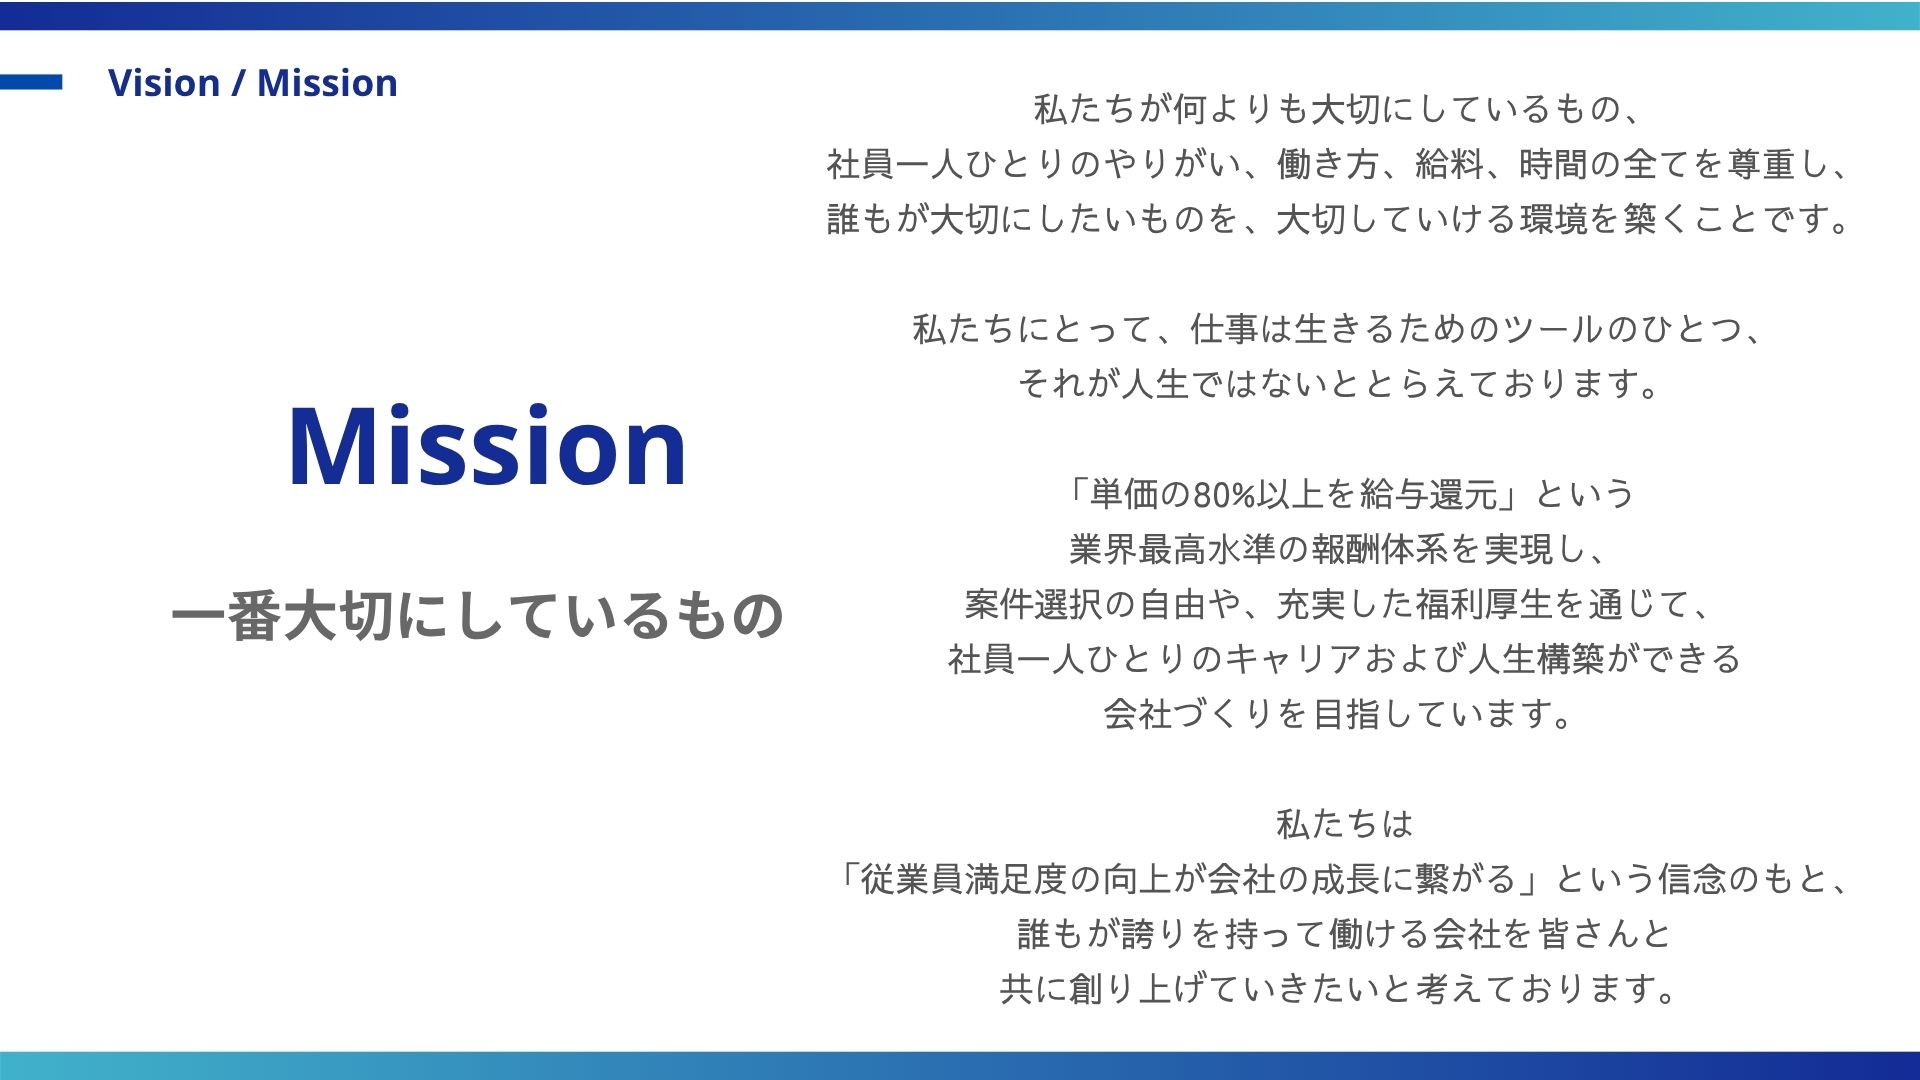 Vision / Mission
Mission
一番大切にしているもの
私たちが何よりも大切にしているもの、
社員一人ひとりのやりがい、働き方、給料、時間の全てを尊重し、
誰もが大切にしたいものを、大切していける環境を築くことです。
私たちにとって、仕事は生きるためのツールのひとつ、
それが人生ではないととらえております。
「単価の80%以上を給与還元」という
業界最高水準の報酬体系を実現し、
案件選択の自由や、充実した福利厚生を通じて、
社員一人ひとりのキャリアおよび人生構築ができる
会社づくりを目指しています。
私たちは
「従業員満足度の向上が会社の成長に繋がる」という信念のもと、
誰もが誇りを持って働ける会社を皆さんと
共に創り上げていきたいと考えております。